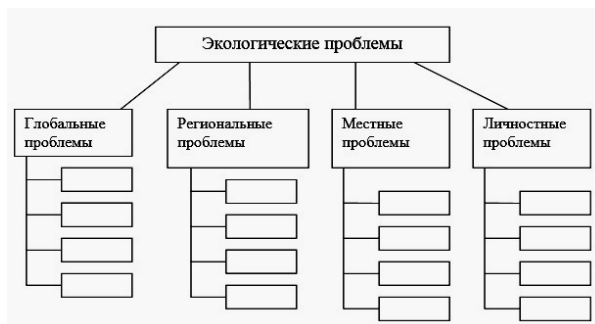 Экологические проблемы
Глобальные
проблемы
Региональные
проблемы
Местные
проблемы
Личностные
проблемы